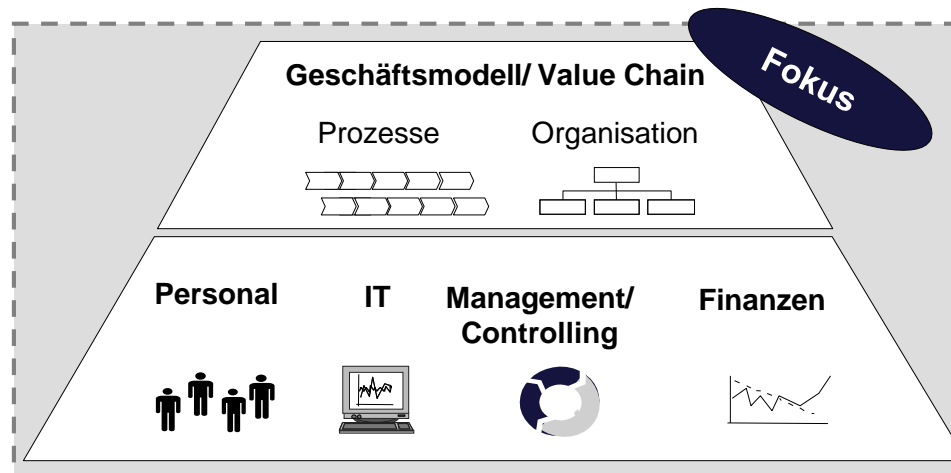 Fokus
Geschäftsmodell/ Value Chain
Prozesse
Organisation
Personal
IT
Management/
Controlling
Finanzen